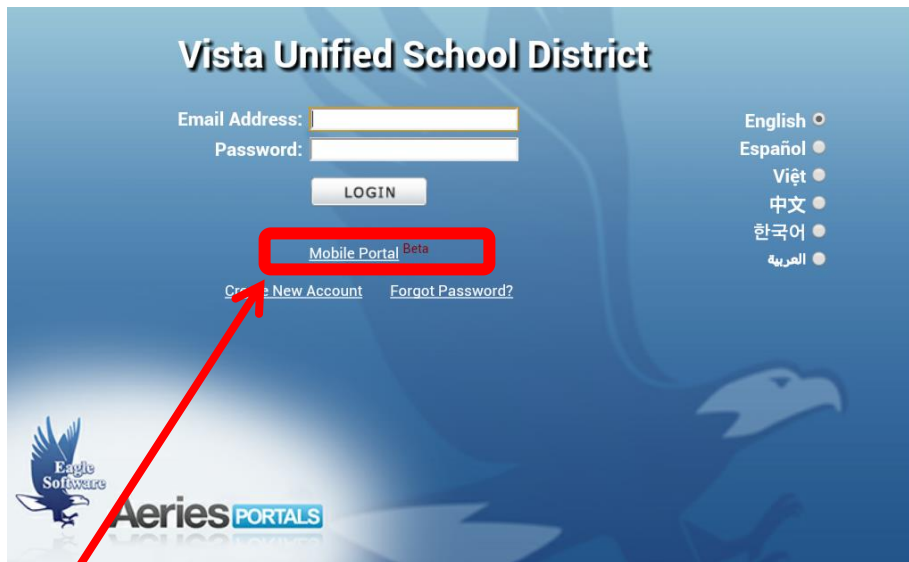 Vista Unified School District
Email Address:
Password:
LOGIN
Mobile Portal Beta
Create New Account Forgot Password?
English
Español
Việt
中文
한국어
العربية
Eagle
Software
Aeries PORTALS